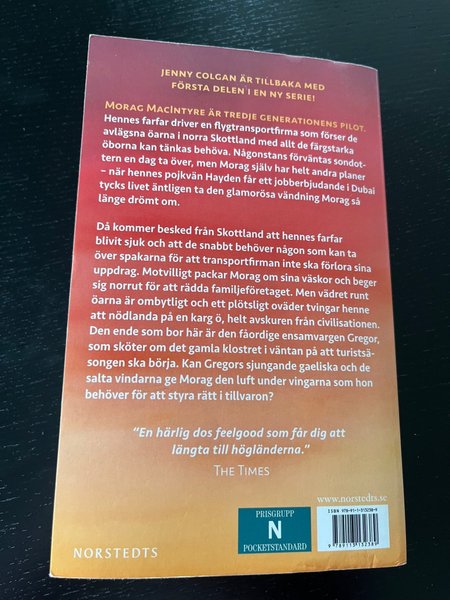 JENNY COLGAN ÄR TILLBAKA MED
FÖRSTA DELEN I EN NY SERIE!
MORAG MACINTYRE ÄR TREDJE GENERATIONENS PILOT.
Hennes farfar driver en flygtransportfirma som förser de
avlägsna öarna i norra Skottland med allt de färgstarka
öborna kan tänkas behöva. Någonstans förväntas sondot-
tern en dag ta över, men Morag själv har helt andra planer
– när hennes pojkvän Hayden får ett jobberbjudande i Dubai
tycks livet äntligen ta den glamorösa vändning Morag så
länge drömt om.
Då kommer besked från Skottland att hennes farfar
blivit sjuk och att de snabbt behöver någon som kan ta
över spakarna för att transportfirman inte ska förlora sina
uppdrag. Motvilligt packar Morag om sina väskor och beger
sig norrut för att rädda familjeföretaget. Men vädret runt
öarna är ombytligt och ett plötsligt oväder tvingar henne
att nödlanda på en karg ö, helt avskuren från civilisationen.
Den ende som bor här är den fåordige ensamvargen Gregor,
som sköter om det gamla klostret i väntan på att turistsä-
songen ska börja. Kan Gregors sjungande gaeliska och de
salta vindarna ge Morag den luft under vingarna som hon
behöver för att styra rätt i tillvaron?
"En härlig dos feelgood som får dig att
längta till högländerna."
THE TIMES
www.norstedts.se
ISBN 978-91-1-313238-9
PRISGRUPP
N
POCKETSTANDARD
9 789113 132389
NORSTEDTS